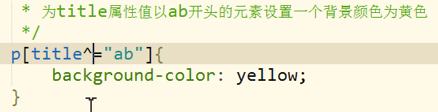 * 为title属性值以ab开头的元素设置一个背景颜色为黄色
*/
p[title^="ab"]{
background-color: yellow;
}